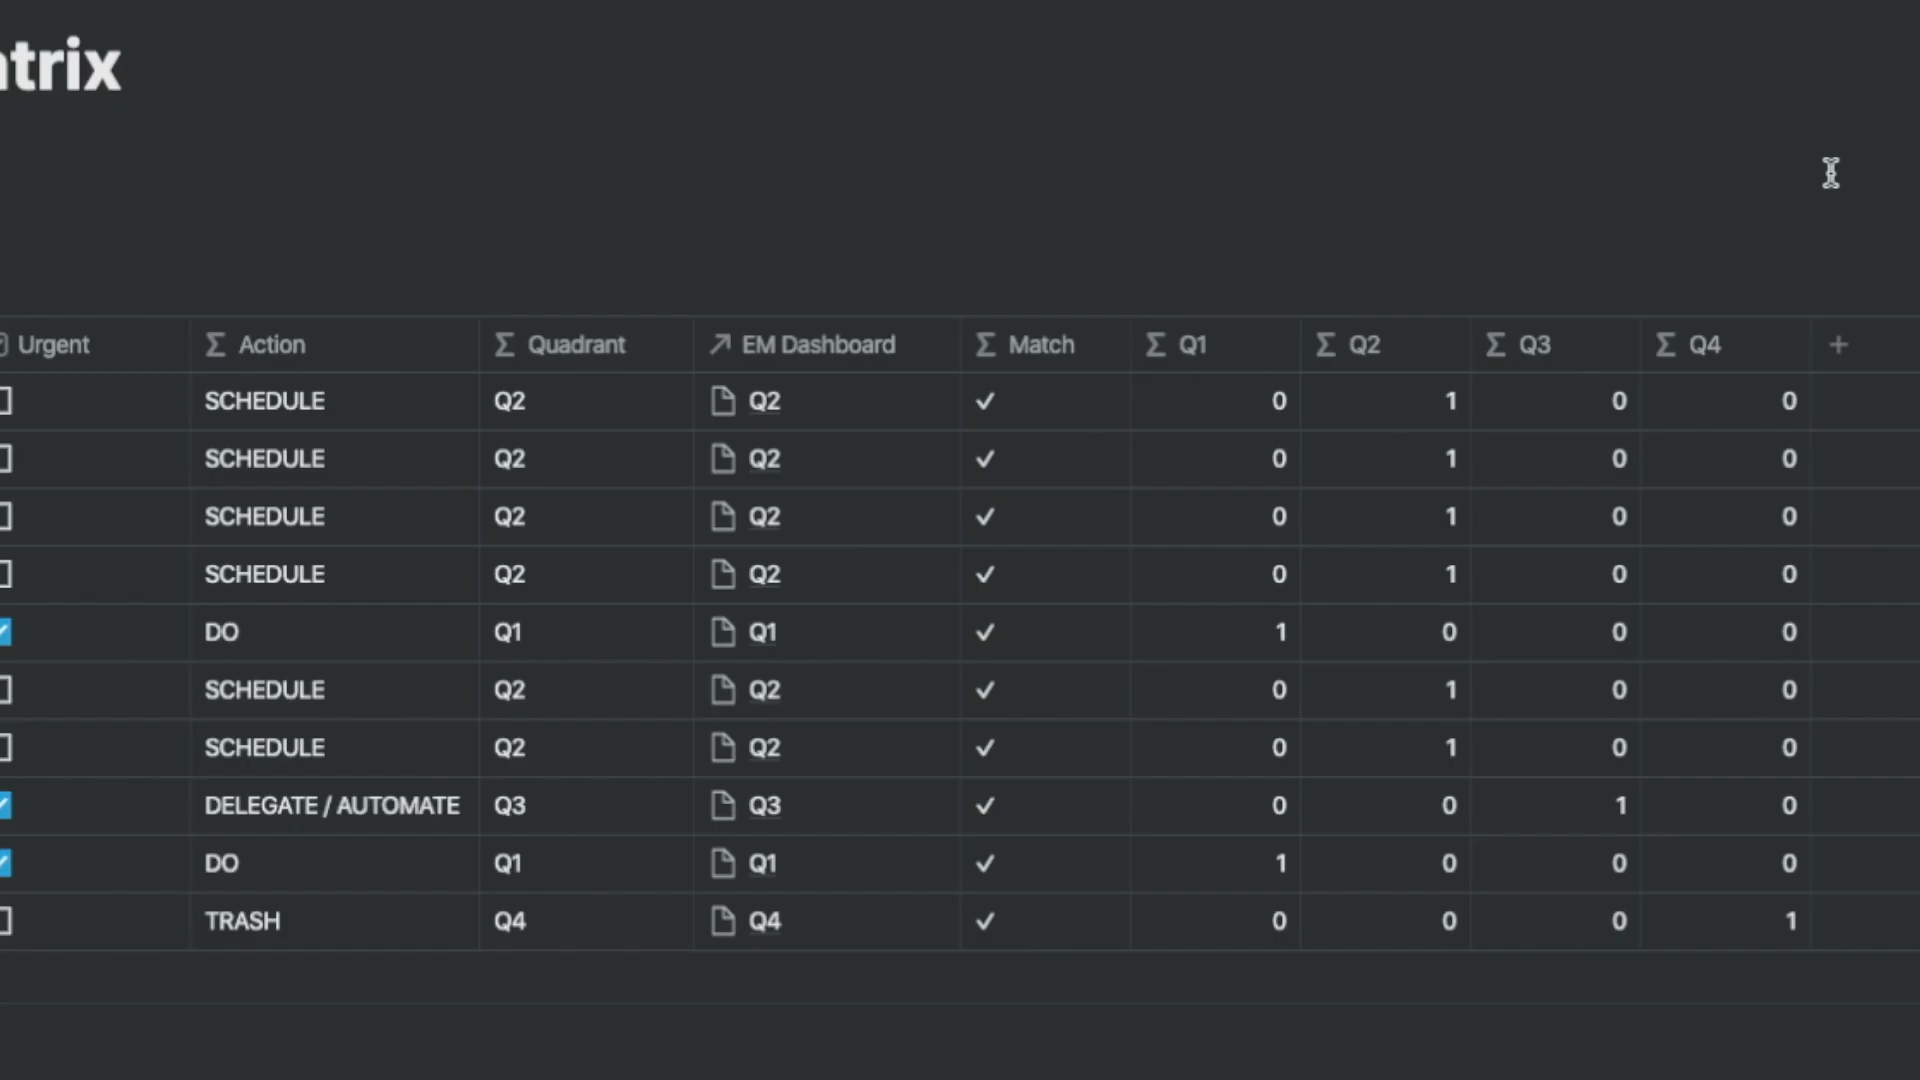 atrix
Urgent Σ Action Σ Quadrant ↗ EM Dashboard Σ Match Σ Q1 Σ Q2 Σ Q3 Σ Q4 +
SCHEDULE Q2 Q2 ✓ 0 1 0 0
SCHEDULE Q2 Q2 ✓ 0 1 0 0
SCHEDULE Q2 Q2 ✓ 0 1 0 0
SCHEDULE Q2 Q2 ✓ 0 1 0 0
DO Q1 Q1 ✓ 1 0 0 0
SCHEDULE Q2 Q2 ✓ 0 1 0 0
SCHEDULE Q2 Q2 ✓ 0 1 0 0
DELEGATE / AUTOMATE Q3 Q3 ✓ 0 0 1 0
DO Q1 Q1 ✓ 1 0 0 0
TRASH Q4 Q4 ✓ 0 0 0 1